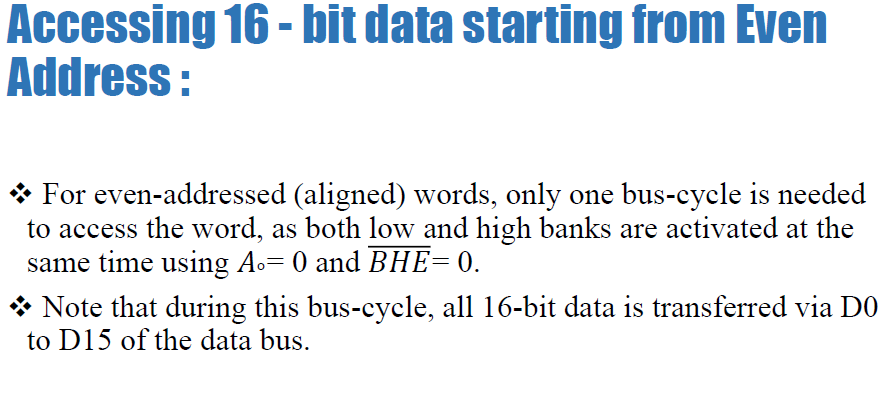 Accessing 16 - bit data starting from Even
Address :
❖ For even-addressed (aligned) words, only one bus-cycle is needed
to access the word, as both low and high banks are activated at the
same time using A₀= 0 and B̅H̅E̅= 0.
❖ Note that during this bus-cycle, all 16-bit data is transferred via D0
to D15 of the data bus.